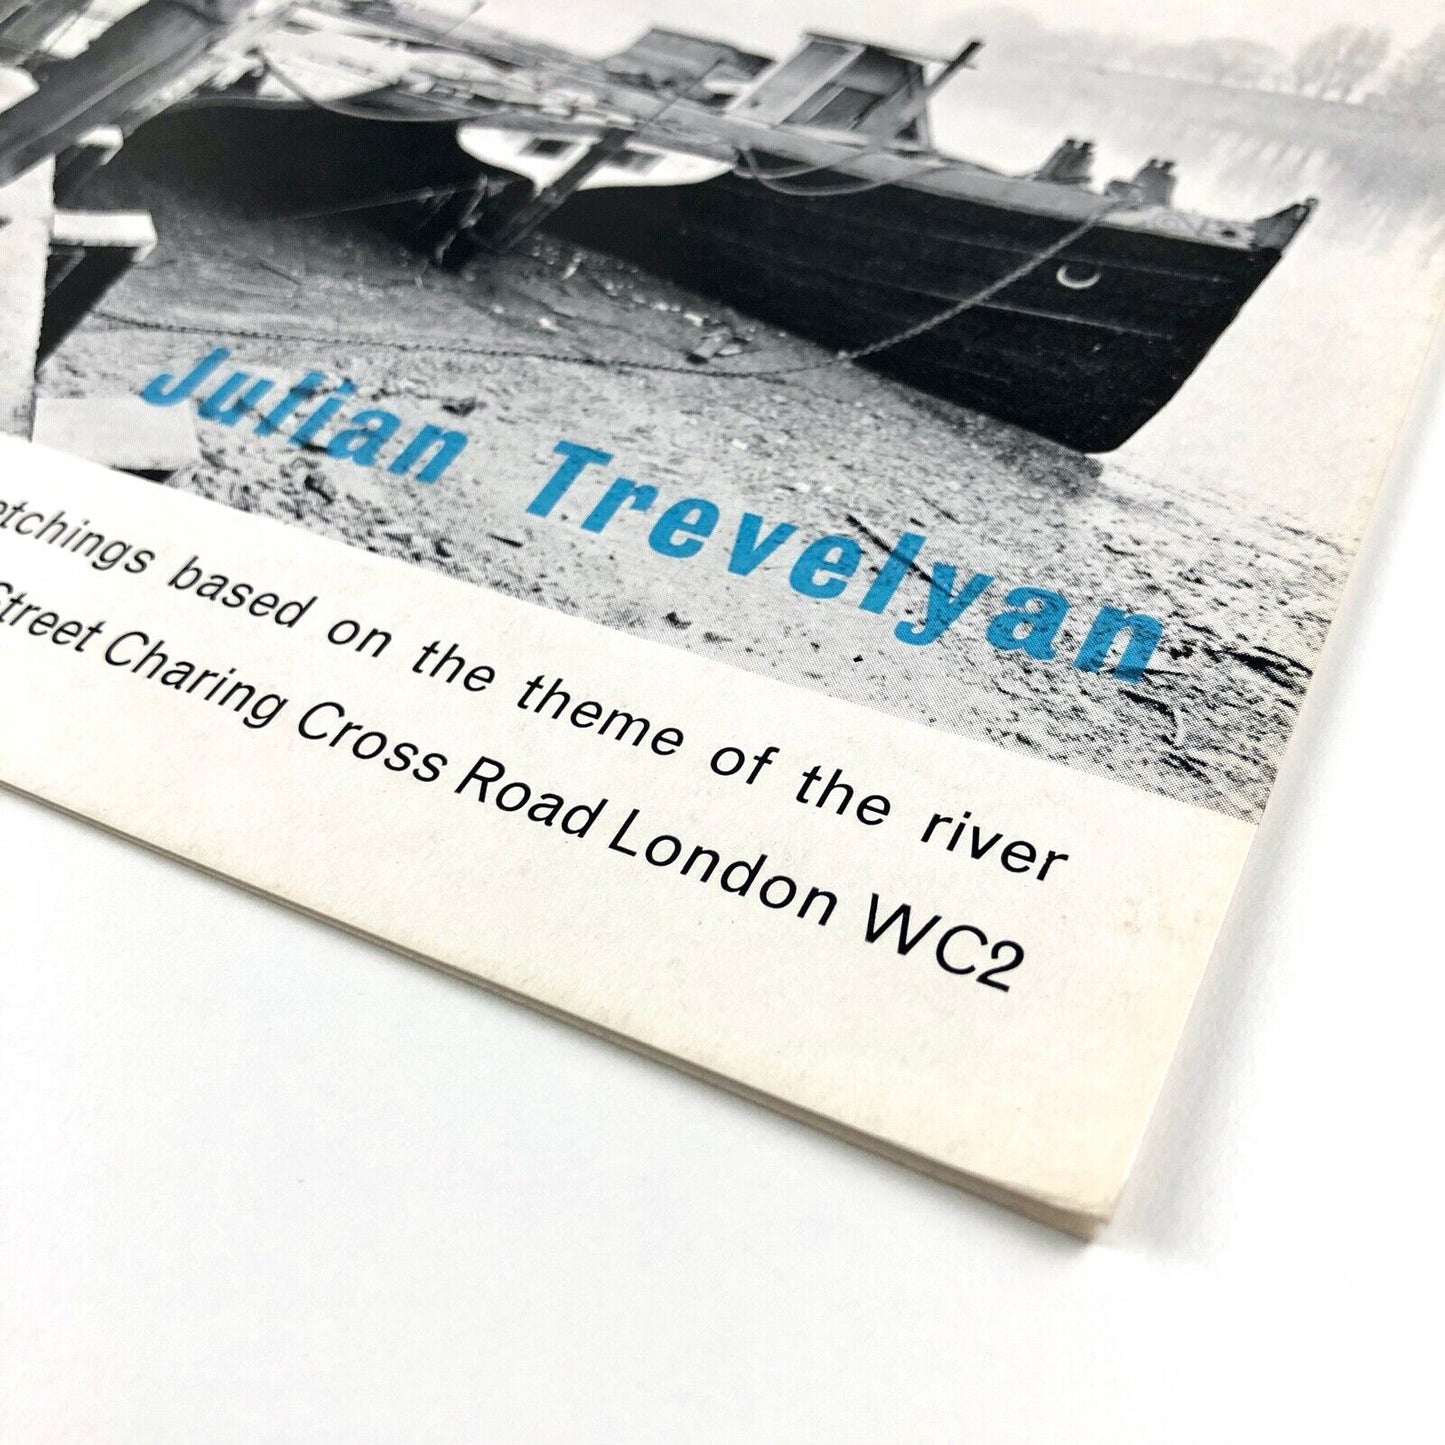 Julian Trevelyan
etchings based on the theme of the river
Street Charing Cross Road London WC2